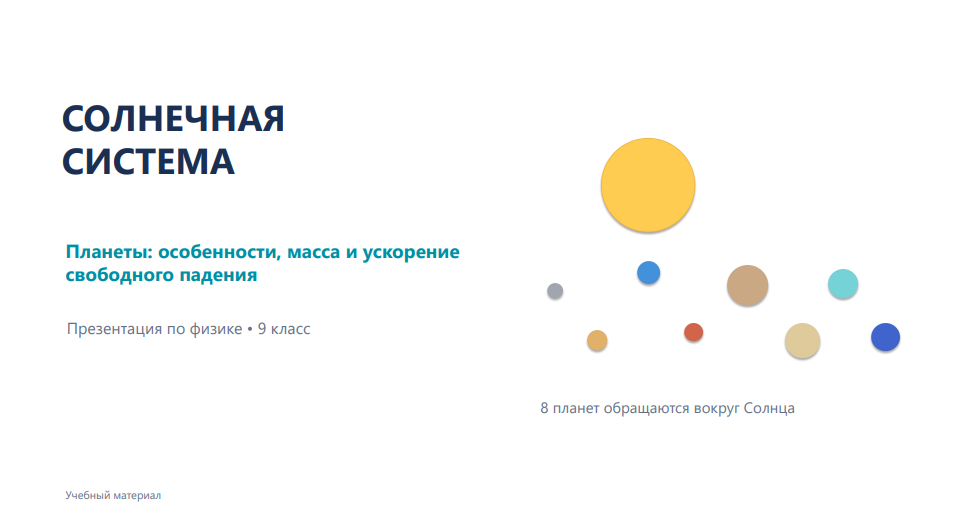 СОЛНЕЧНАЯ
СИСТЕМА
Планеты: особенности, масса и ускорение
свободного падения
Презентация по физике • 9 класс
8 планет обращаются вокруг Солнца
Учебный материал